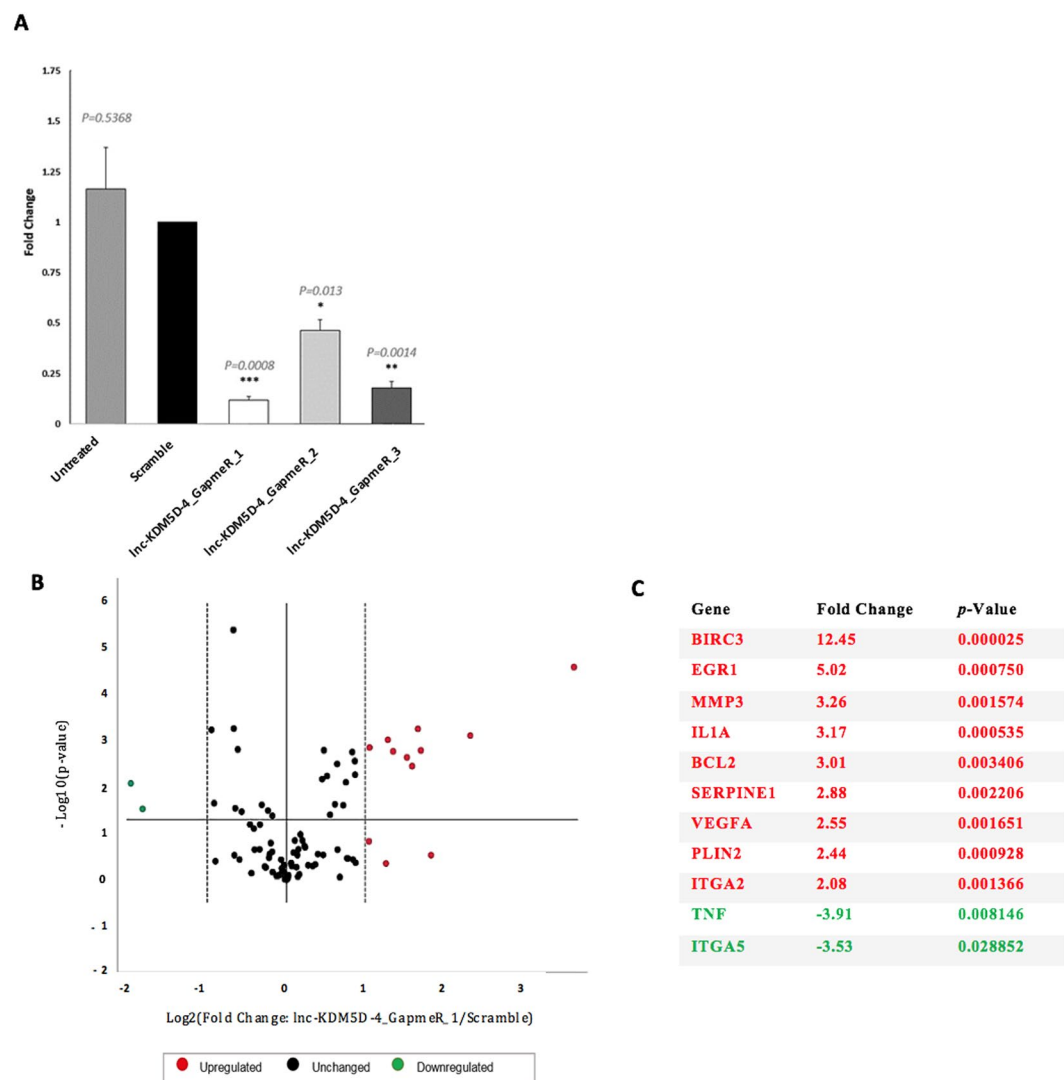 A
1.75
1.5
1.25
1
0.75
0.5
0.25
0
Fold Change
P=0.5368
P=0.0008
***
P=0.013
*
P=0.0014
**
Untreated
Scramble
lnc-KDM5D-4_GapmeR_1
lnc-KDM5D-4_GapmeR_2
lnc-KDM5D-4_GapmeR_3
B
6
5
4
3
2
1
0
- 1
- 2
- Log10(p-value)
-2 -1 0 1 2 3
Log2(Fold Change: lnc-KDM5D-4_GapmeR_1/Scramble)
Upregulated Unchanged Downregulated
C
Gene Fold Change p-Value
BIRC3 12.45 0.000025
EGR1 5.02 0.000750
MMP3 3.26 0.001574
IL1A 3.17 0.000535
BCL2 3.01 0.003406
SERPINE1 2.88 0.002206
VEGFA 2.55 0.001651
PLIN2 2.44 0.000928
ITGA2 2.08 0.001366
TNF -3.91 0.008146
ITGA5 -3.53 0.028852